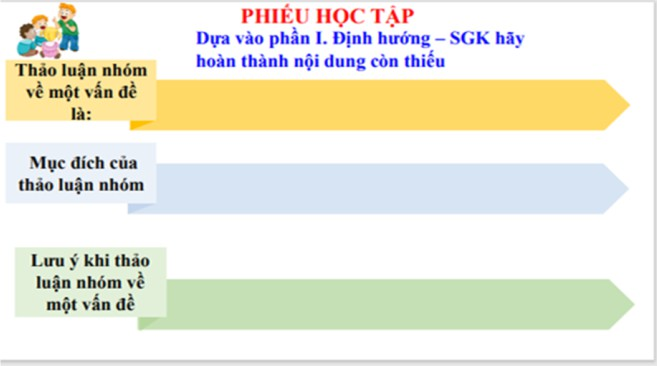 PHIẾU HỌC TẬP
Dựa vào phần I. Định hướng – SGK hãy
hoàn thành nội dung còn thiếu
Thảo luận nhóm
về một vấn đề
là:
Mục đích của
thảo luận nhóm
Lưu ý khi thảo
luận nhóm về
một vấn đề